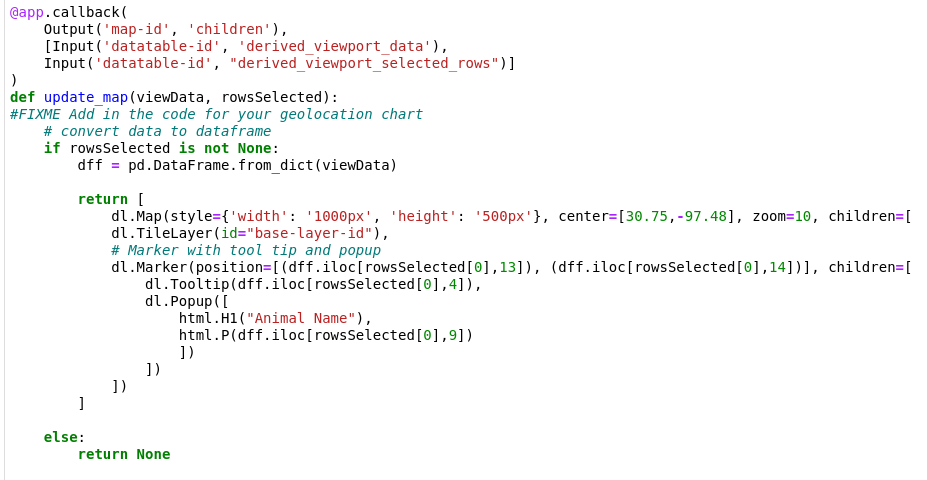 @app.callback(
    Output('map-id', 'children'),
    [Input('datatable-id', 'derived_viewport_data'),
    Input('datatable-id', "derived_viewport_selected_rows")]
)
def update_map(viewData, rowsSelected):
#FIXME Add in the code for your geolocation chart
    # convert data to dataframe
    if rowsSelected is not None:
        dff = pd.DataFrame.from_dict(viewData)

        return [
            dl.Map(style={'width': '1000px', 'height': '500px'}, center=[30.75,-97.48], zoom=10, children=[
            dl.TileLayer(id="base-layer-id"),
            # Marker with tool tip and popup
            dl.Marker(position=[(dff.iloc[rowsSelected[0],13]), (dff.iloc[rowsSelected[0],14])], children=[
                dl.Tooltip(dff.iloc[rowsSelected[0],4]),
                dl.Popup([
                    html.H1("Animal Name"),
                    html.P(dff.iloc[rowsSelected[0],9])
                    ])
                ])
            ])
        ]

    else:
        return None